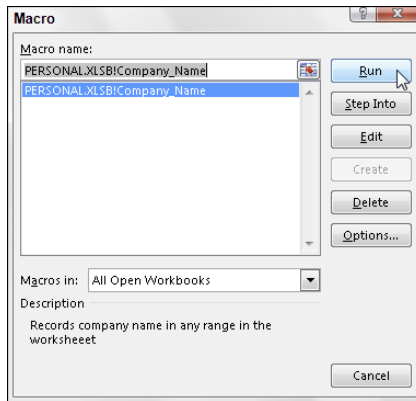 Macro
Macro name:
PERSONAL.XLSB!Company_Name
Run
PERSONAL.XLSB!Company_Name
Step Into
Edit
Create
Delete
Options...
Macros in: All Open Workbooks
Description
Records company name in any range in the
worksheeet
Cancel